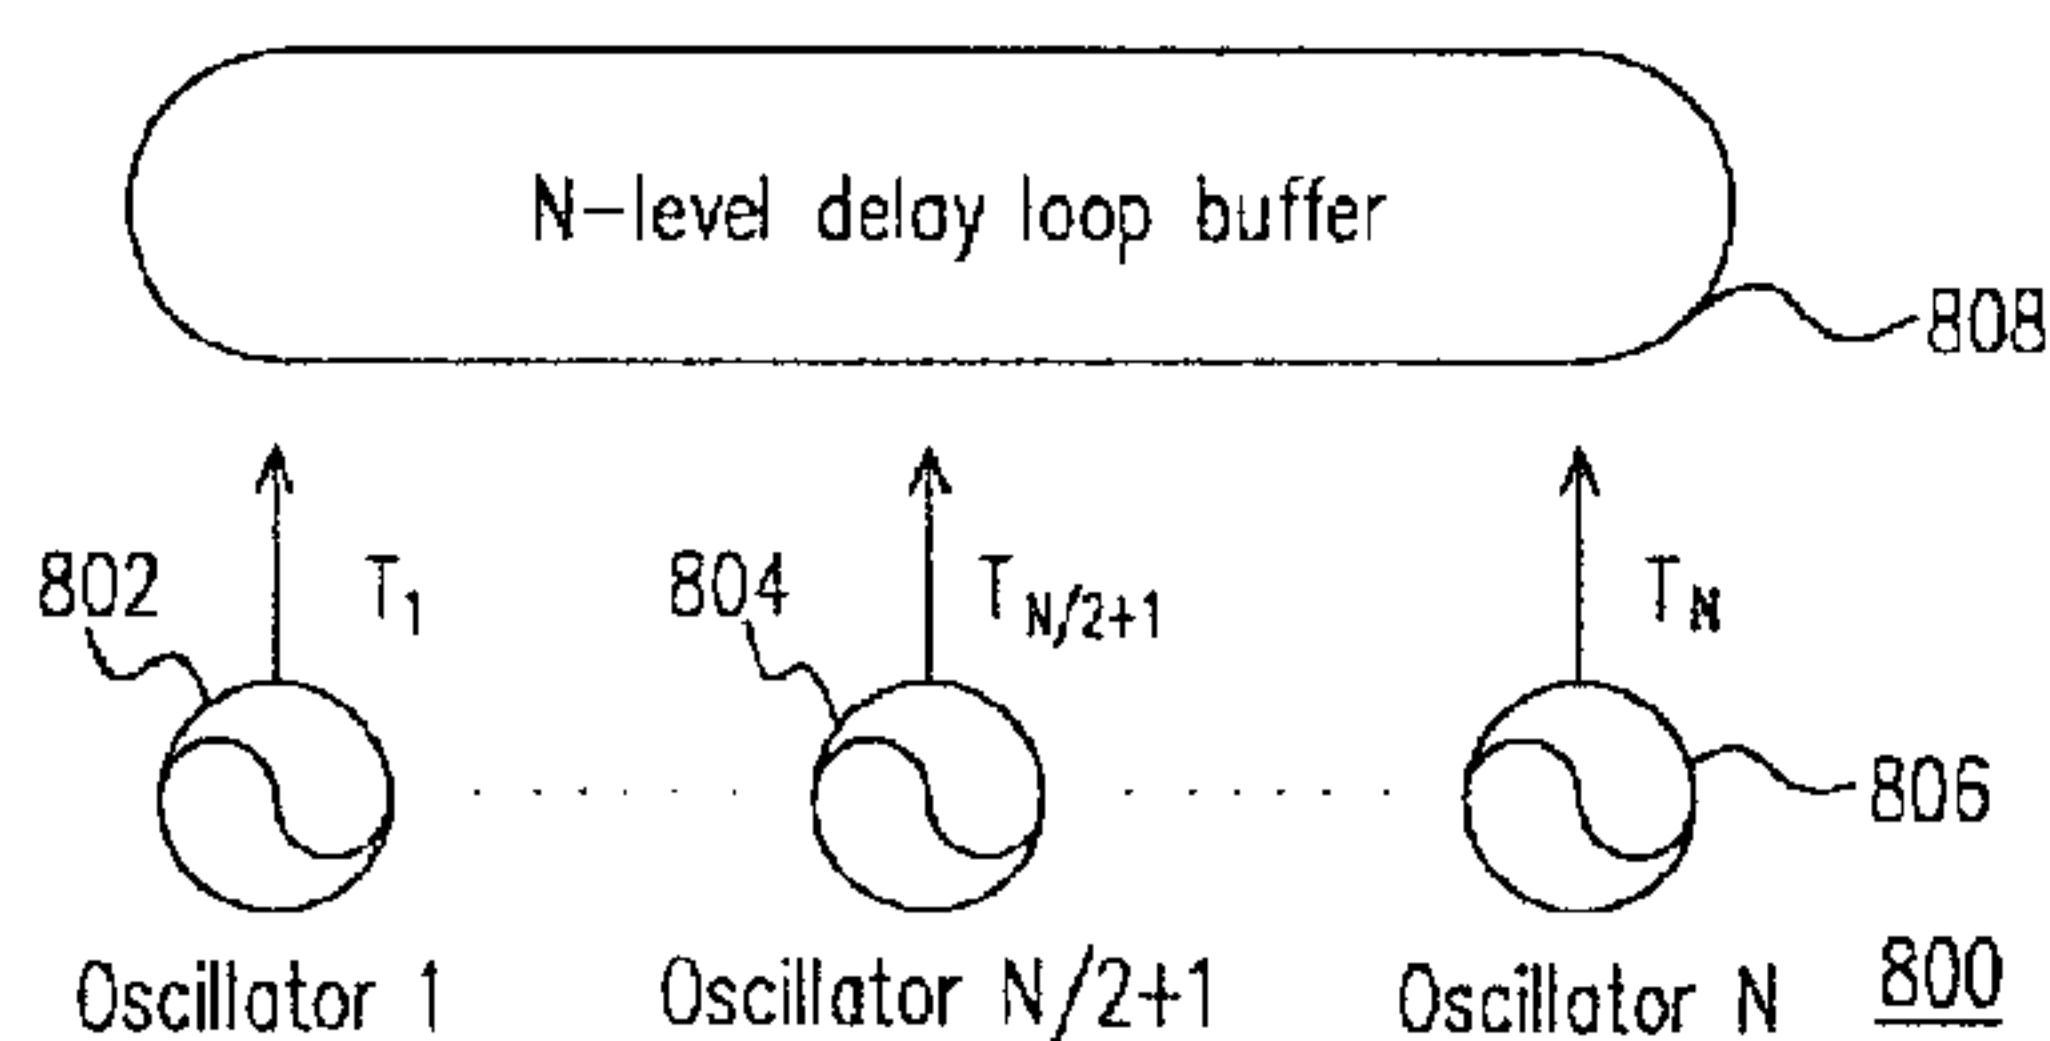 N-level delay loop buffer
808
802 T1 804 TN/2+1 TN
806
Oscillator 1 Oscillator N/2+1 Oscillator N 800